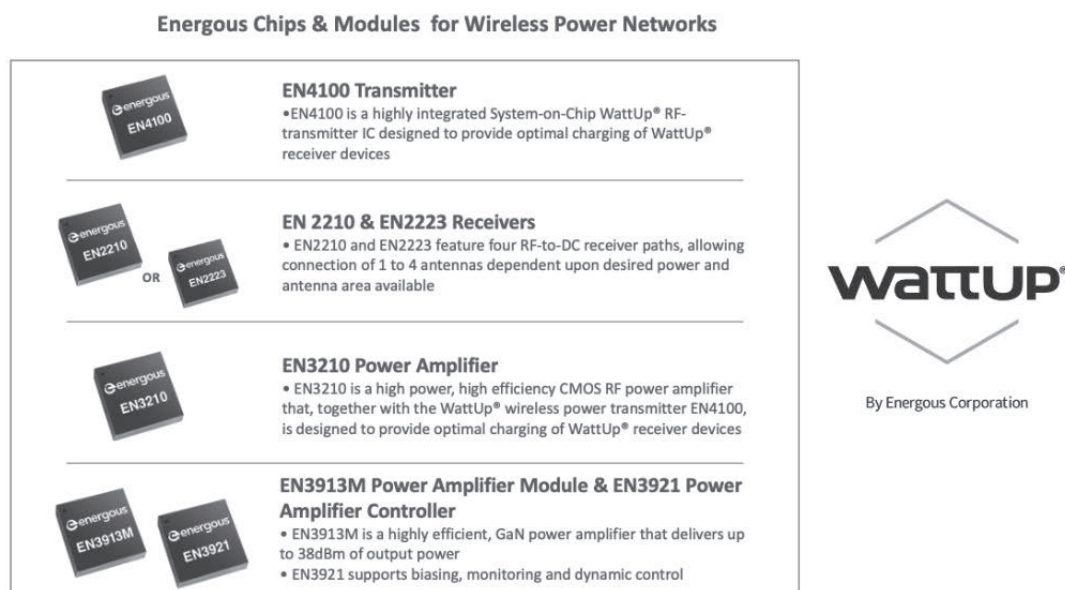 Energous Chips & Modules for Wireless Power Networks
energous
EN4100
EN4100 Transmitter
•EN4100 is a highly integrated System-on-Chip WattUp® RF-
transmitter IC designed to provide optimal charging of WattUp®
receiver devices
energous
EN2210
OR
energous
EN2223
EN 2210 & EN2223 Receivers
• EN2210 and EN2223 feature four RF-to-DC receiver paths, allowing
connection of 1 to 4 antennas dependent upon desired power and
antenna area available
energous
EN3210
EN3210 Power Amplifier
• EN3210 is a high power, high efficiency CMOS RF power amplifier
that, together with the WattUp® wireless power transmitter EN4100,
is designed to provide optimal charging of WattUp® receiver devices
energous
EN3913M
energous
EN3921
EN3913M Power Amplifier Module & EN3921 Power
Amplifier Controller
• EN3913M is a highly efficient, GaN power amplifier that delivers up
to 38dBm of output power
• EN3921 supports biasing, monitoring and dynamic control
WattUp®
By Energous Corporation